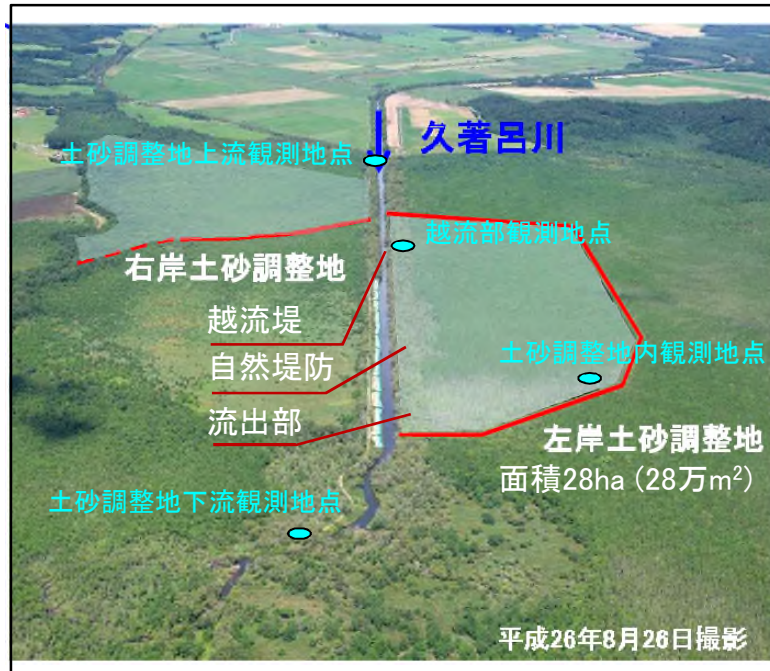 久著呂川
土砂調整地上流観測地点
越流部観測地点
右岸土砂調整地
越流堤
自然堤防
流出部
土砂調整地内観測地点
左岸土砂調整地
面積28ha (28万m²)
土砂調整地下流観測地点
平成26年8月26日撮影